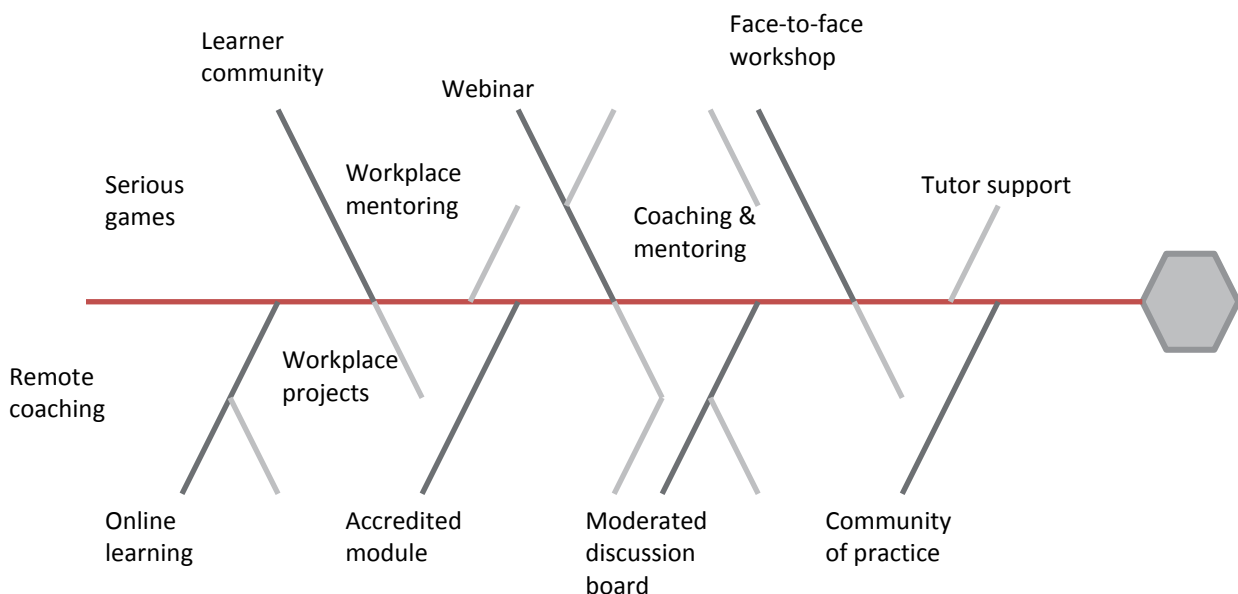 Face-to-face
workshop
Learner
community
Webinar
Workplace
mentoring
Serious
games
Tutor support
Coaching &
mentoring
Workplace
projects
Remote
coaching
Online
learning
Accredited
module
Moderated
discussion
board
Community
of practice